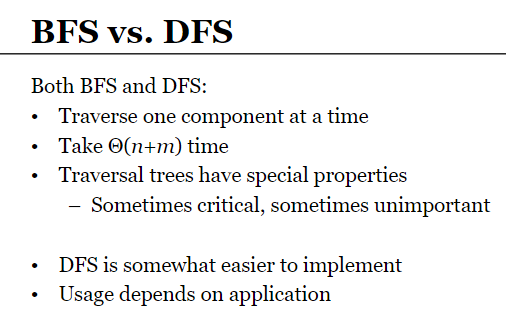 BFS vs. DFS
Both BFS and DFS:
• Traverse one component at a time
• Take Θ(n+m) time
• Traversal trees have special properties
– Sometimes critical, sometimes unimportant
• DFS is somewhat easier to implement
• Usage depends on application